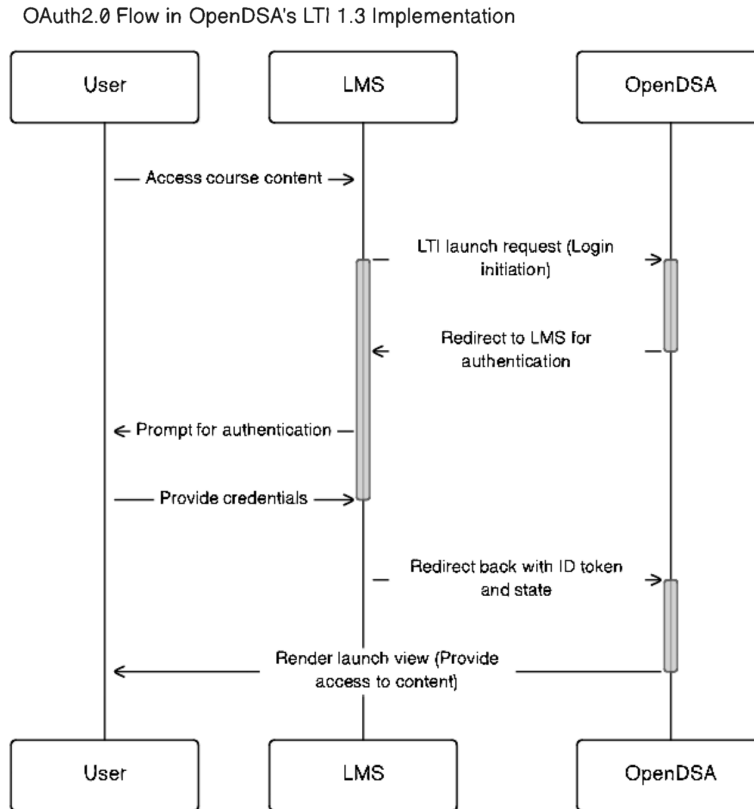 OAuth2.0 Flow in OpenDSA's LTI 1.3 Implementation
User
LMS
OpenDSA
Access course content
LTI launch request (Login
initiation)
Redirect to LMS for
authentication
Prompt for authentication
Provide credentials
Redirect back with ID token
and state
Render launch view (Provide
access to content)
User
LMS
OpenDSA